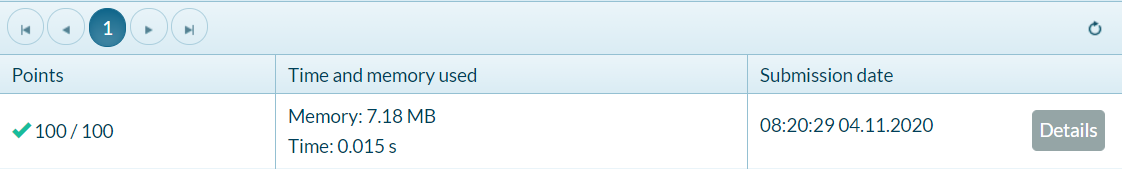 1
Points
Time and memory used
Submission date
100 / 100
Memory: 7.18 MB
Time: 0.015 s
08:20:29 04.11.2020
Details